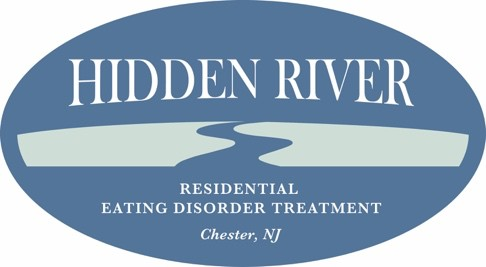 HIDDEN RIVER
RESIDENTIAL
EATING DISORDER TREATMENT
Chester, NJ